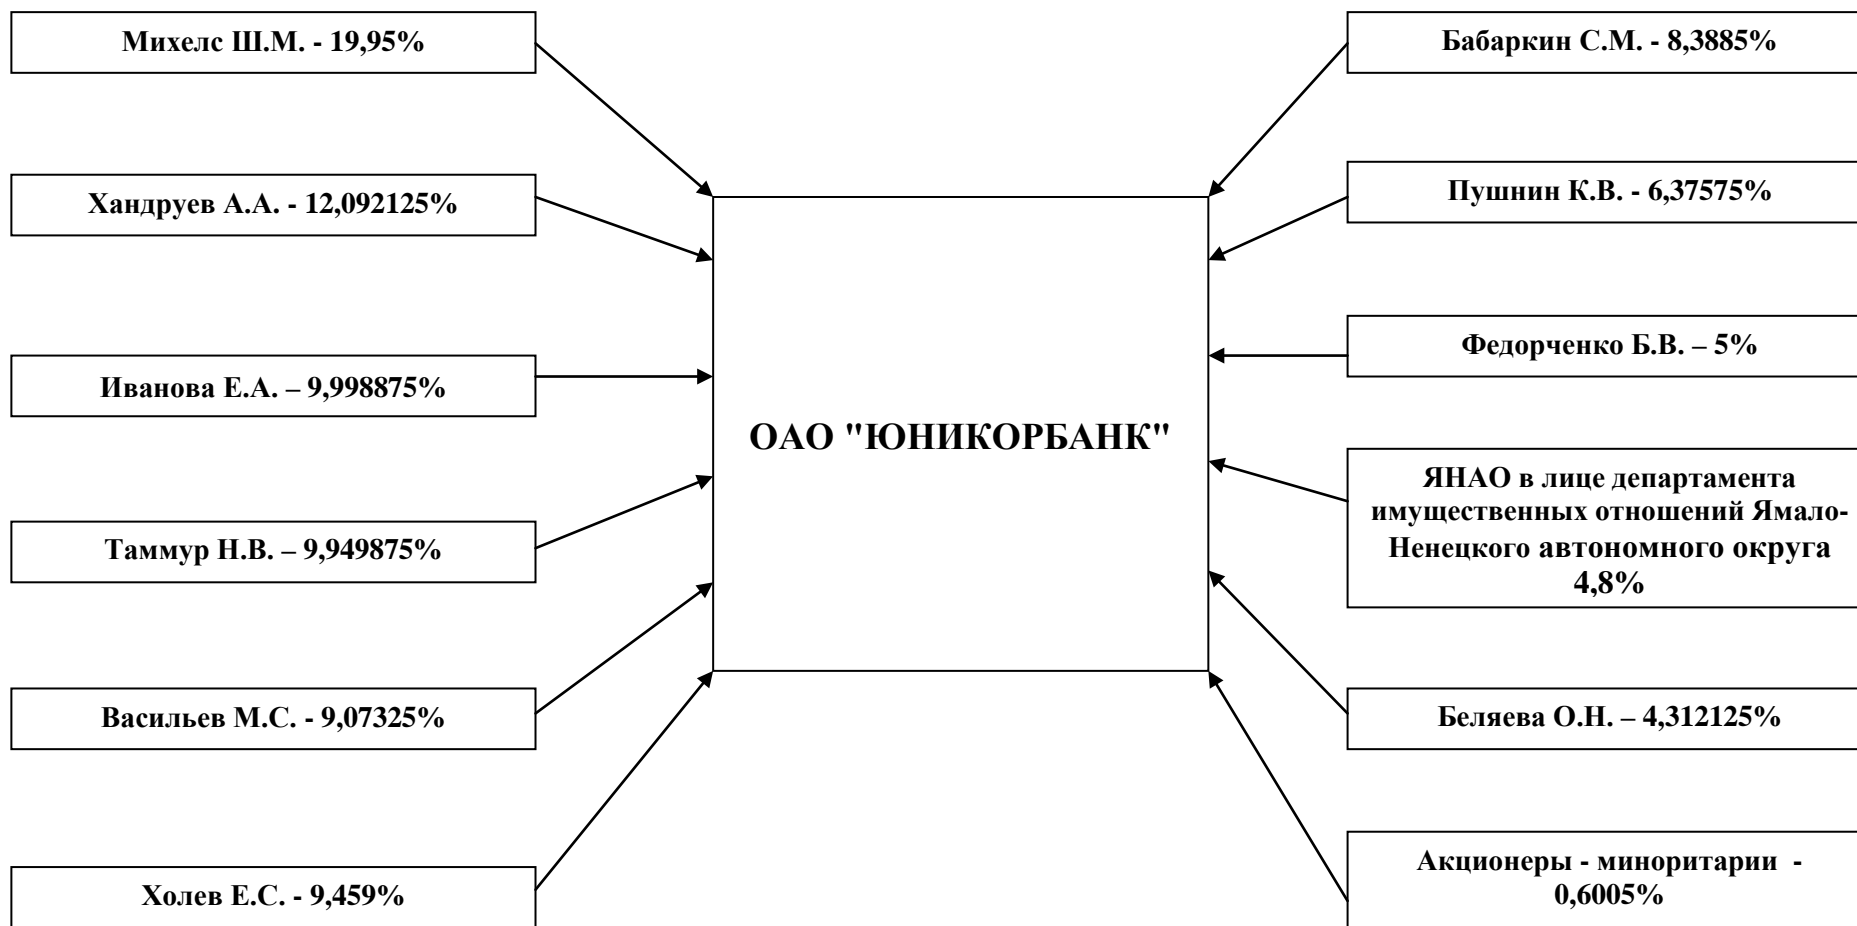 Михелс Ш.М. - 19,95%
Хандруев А.А. - 12,092125%
Иванова Е.А. – 9,998875%
Таммур Н.В. – 9,949875%
Васильев М.С. - 9,07325%
Холев Е.С. - 9,459%
ОАО "ЮНИКОРБАНК"
Бабаркин С.М. - 8,3885%
Пушнин К.В. - 6,37575%
Федорченко Б.В. – 5%
ЯНАО в лице департамента
имущественных отношений Ямало-
Ненецкого автономного округа
4,8%
Беляева О.Н. – 4,312125%
Акционеры - миноритарии -
0,6005%